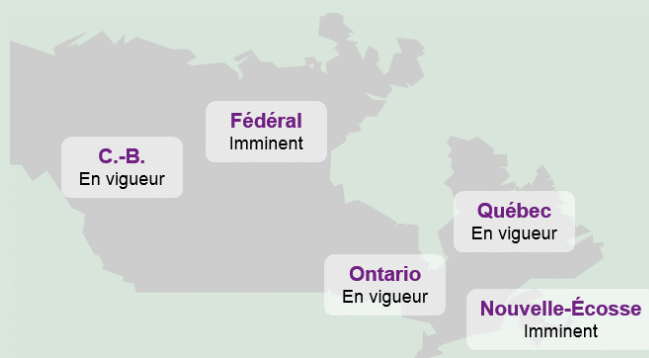 Fédéral
Imminent
C.-B.
En vigueur
Québec
En vigueur
Ontario
En vigueur
Nouvelle-Écosse
Imminent